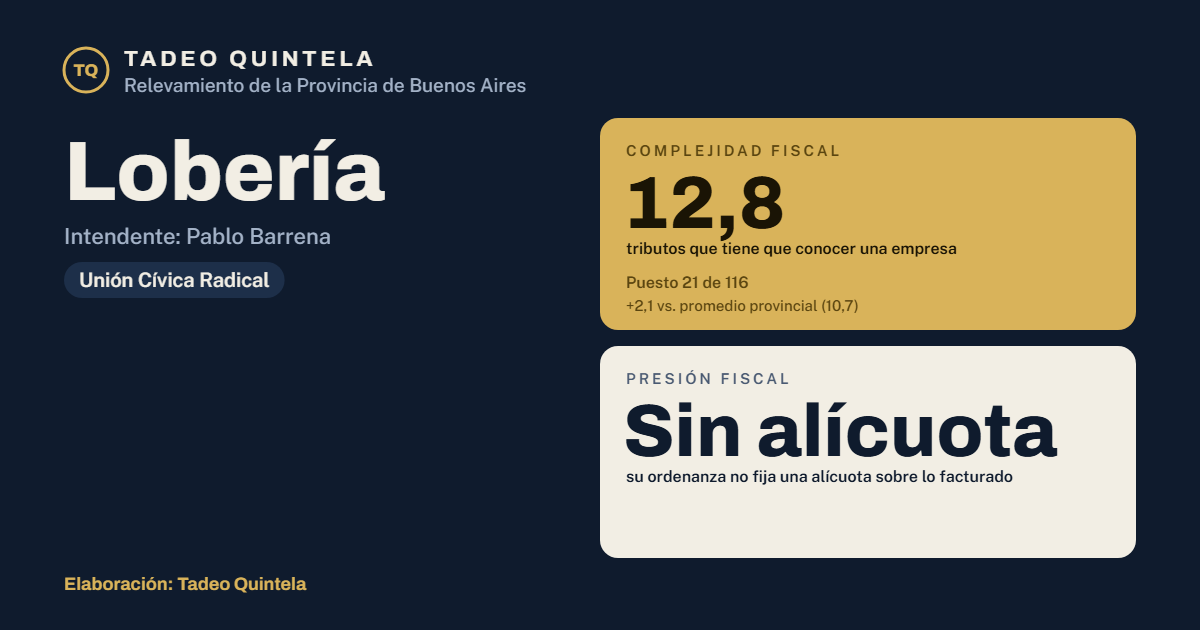 TQ
TADEO QUINTELA
Relevamiento de la Provincia de Buenos Aires
Lobería
Intendente: Pablo Barrena
Unión Cívica Radical
COMPLEJIDAD FISCAL
12,8
tributos que tiene que conocer una empresa
Puesto 21 de 116
+2,1 vs. promedio provincial (10,7)
PRESIÓN FISCAL
Sin alícuota
su ordenanza no fija una alícuota sobre lo facturado
Elaboración: Tadeo Quintela